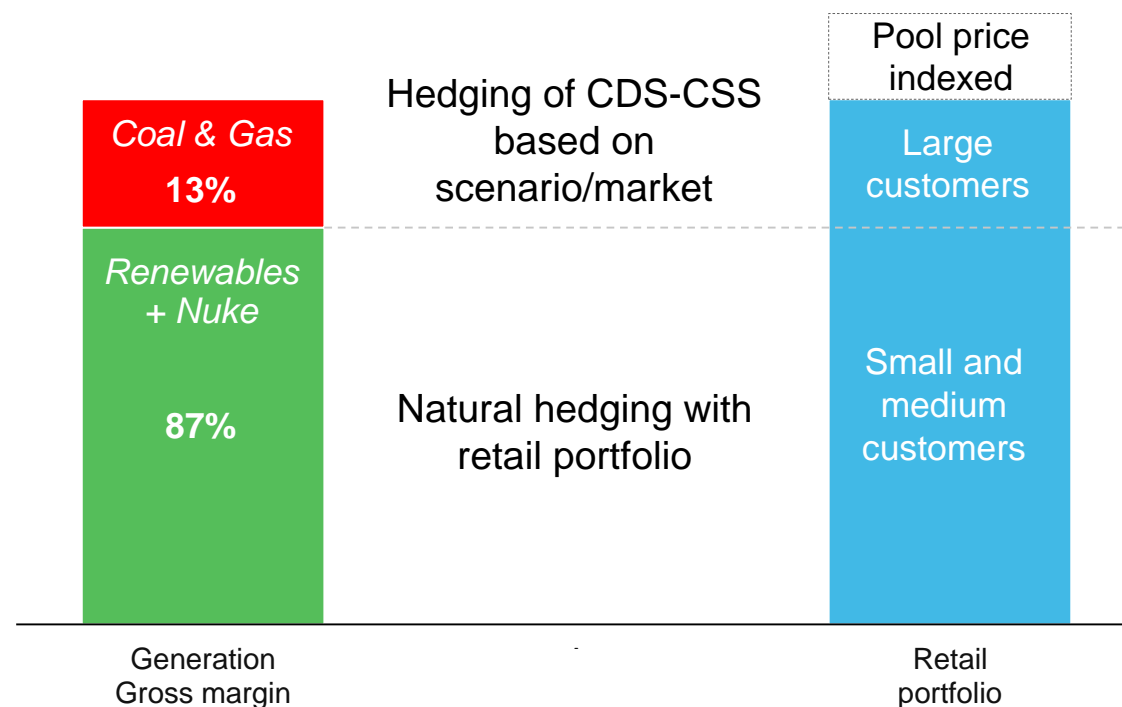 Coal & Gas
13%
Renewables
+ Nuke
87%
Hedging of CDS-CSS
based on
scenario/market
Natural hedging with
retail portfolio
Pool price
indexed
Large
customers
Small and
medium
customers
Generation
Gross margin
-
Retail
portfolio